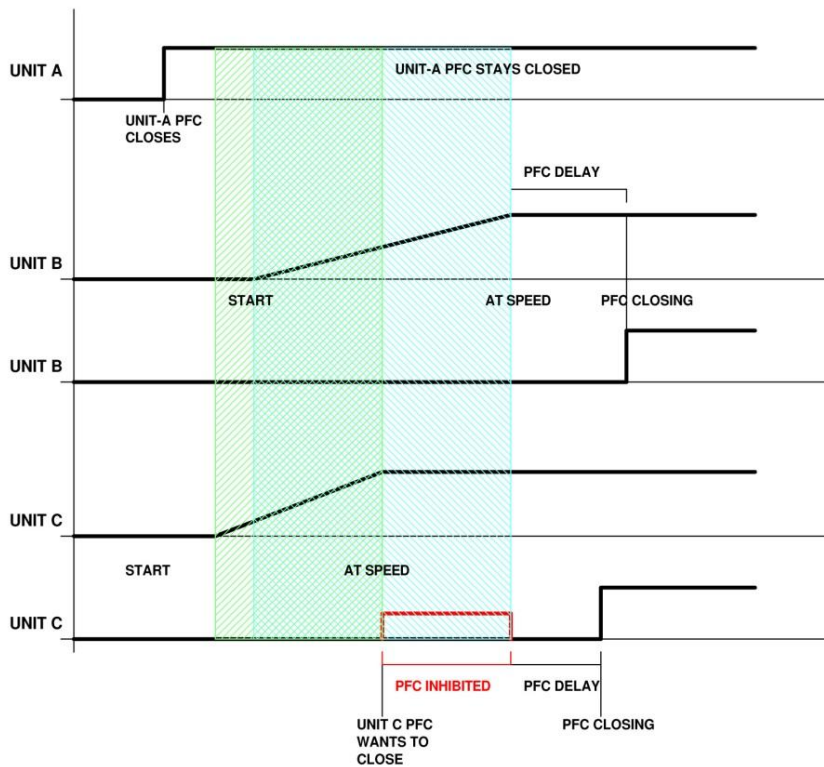 UNIT A
UNIT-A PFC STAYS CLOSED
UNIT-A PFC
CLOSES
PFC DELAY
UNIT B
START
AT SPEED
PFC CLOSING
UNIT B
UNIT C
START
AT SPEED
UNIT C
PFC INHIBITED
PFC DELAY
UNIT C PFC
WANTS TO
CLOSE
PFC CLOSING